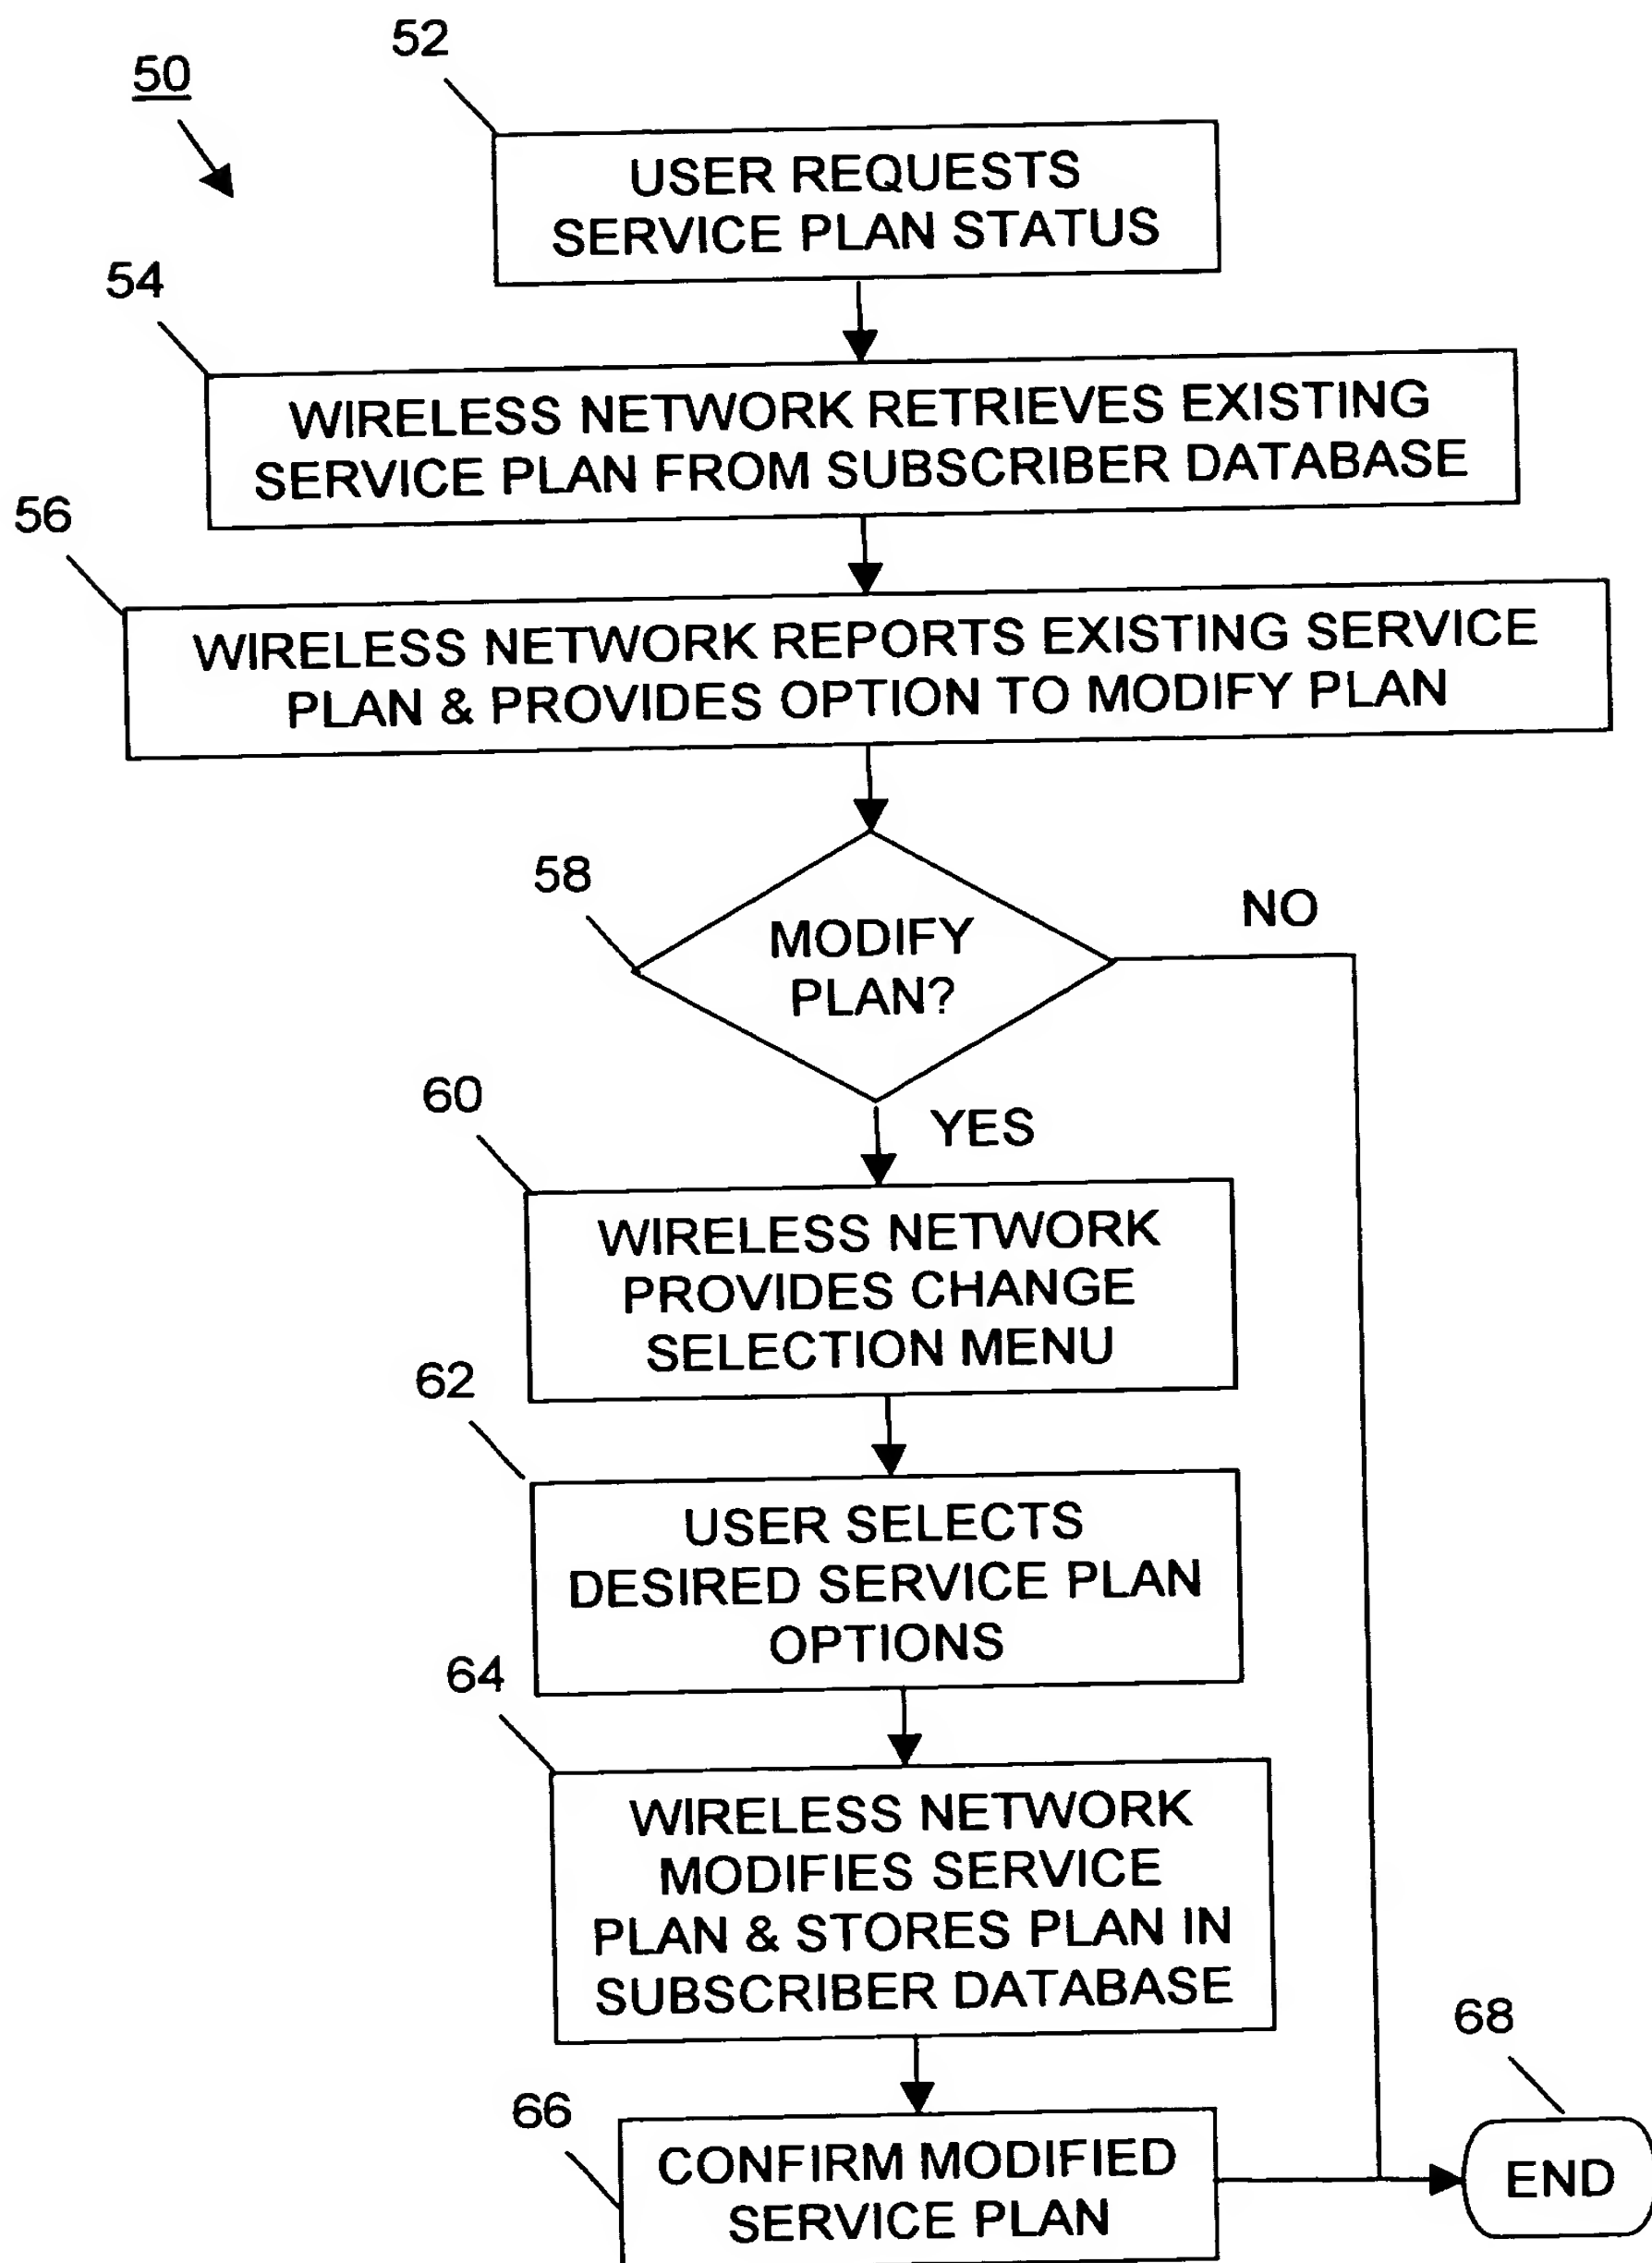 50
52
USER REQUESTS
SERVICE PLAN STATUS
54
WIRELESS NETWORK RETRIEVES EXISTING
SERVICE PLAN FROM SUBSCRIBER DATABASE
56
WIRELESS NETWORK REPORTS EXISTING SERVICE
PLAN & PROVIDES OPTION TO MODIFY PLAN
58
MODIFY
PLAN?
NO
YES
60
WIRELESS NETWORK
PROVIDES CHANGE
SELECTION MENU
62
USER SELECTS
DESIRED SERVICE PLAN
OPTIONS
64
WIRELESS NETWORK
MODIFIES SERVICE
PLAN & STORES PLAN IN
SUBSCRIBER DATABASE
66
CONFIRM MODIFIED
SERVICE PLAN
68
END